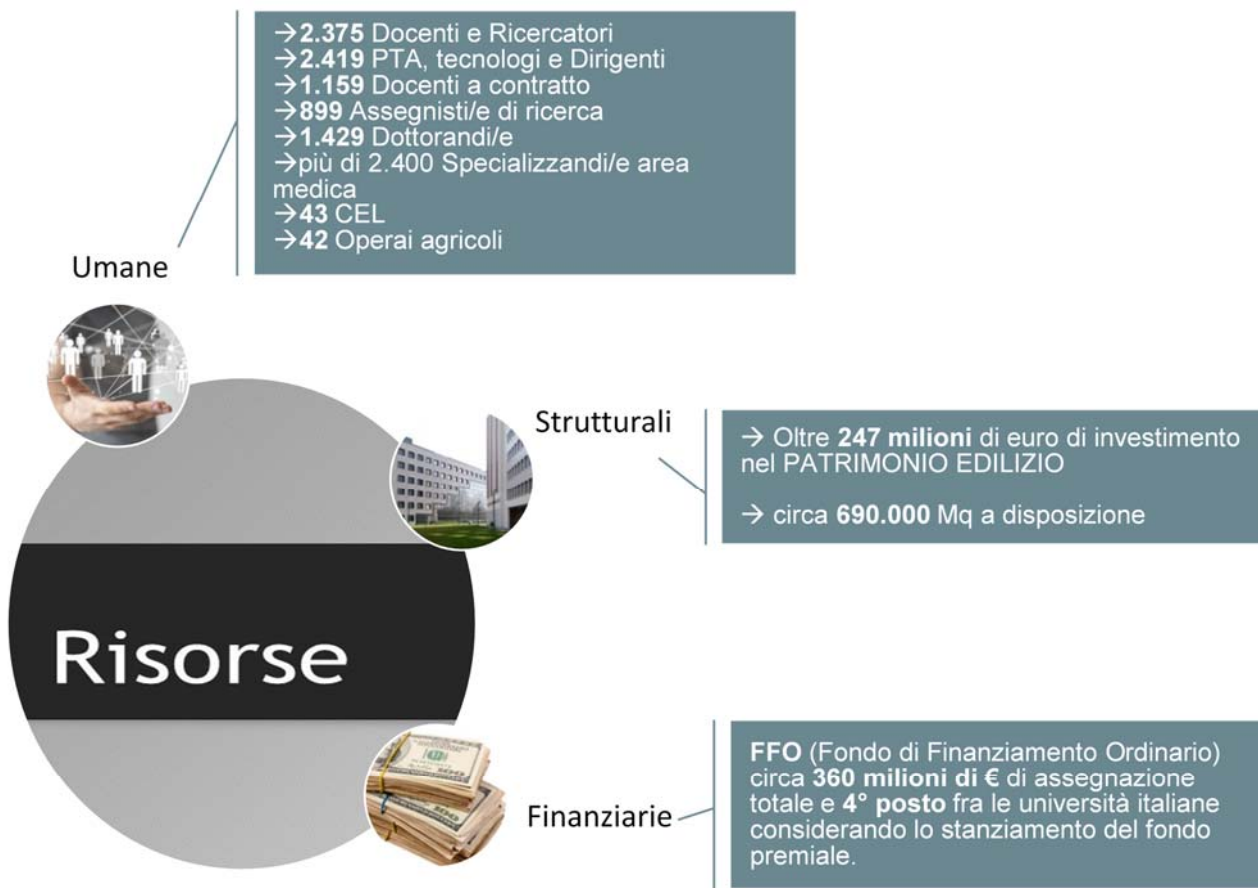 →2.375 Docenti e Ricercatori
→2.419 PTA, tecnologi e Dirigenti
→1.159 Docenti a contratto
→899 Assegnisti/e di ricerca
→1.429 Dottorandi/e
→più di 2.400 Specializzandi/e area
medica
→43 CEL
→42 Operai agricoli
Umane
Strutturali
→ Oltre 247 milioni di euro di investimento
nel PATRIMONIO EDILIZIO
→ circa 690.000 Mq a disposizione
Risorse
Finanziarie
FFO (Fondo di Finanziamento Ordinario)
circa 360 milioni di € di assegnazione
totale e 4° posto fra le università italiane
considerando lo stanziamento del fondo
premiale.